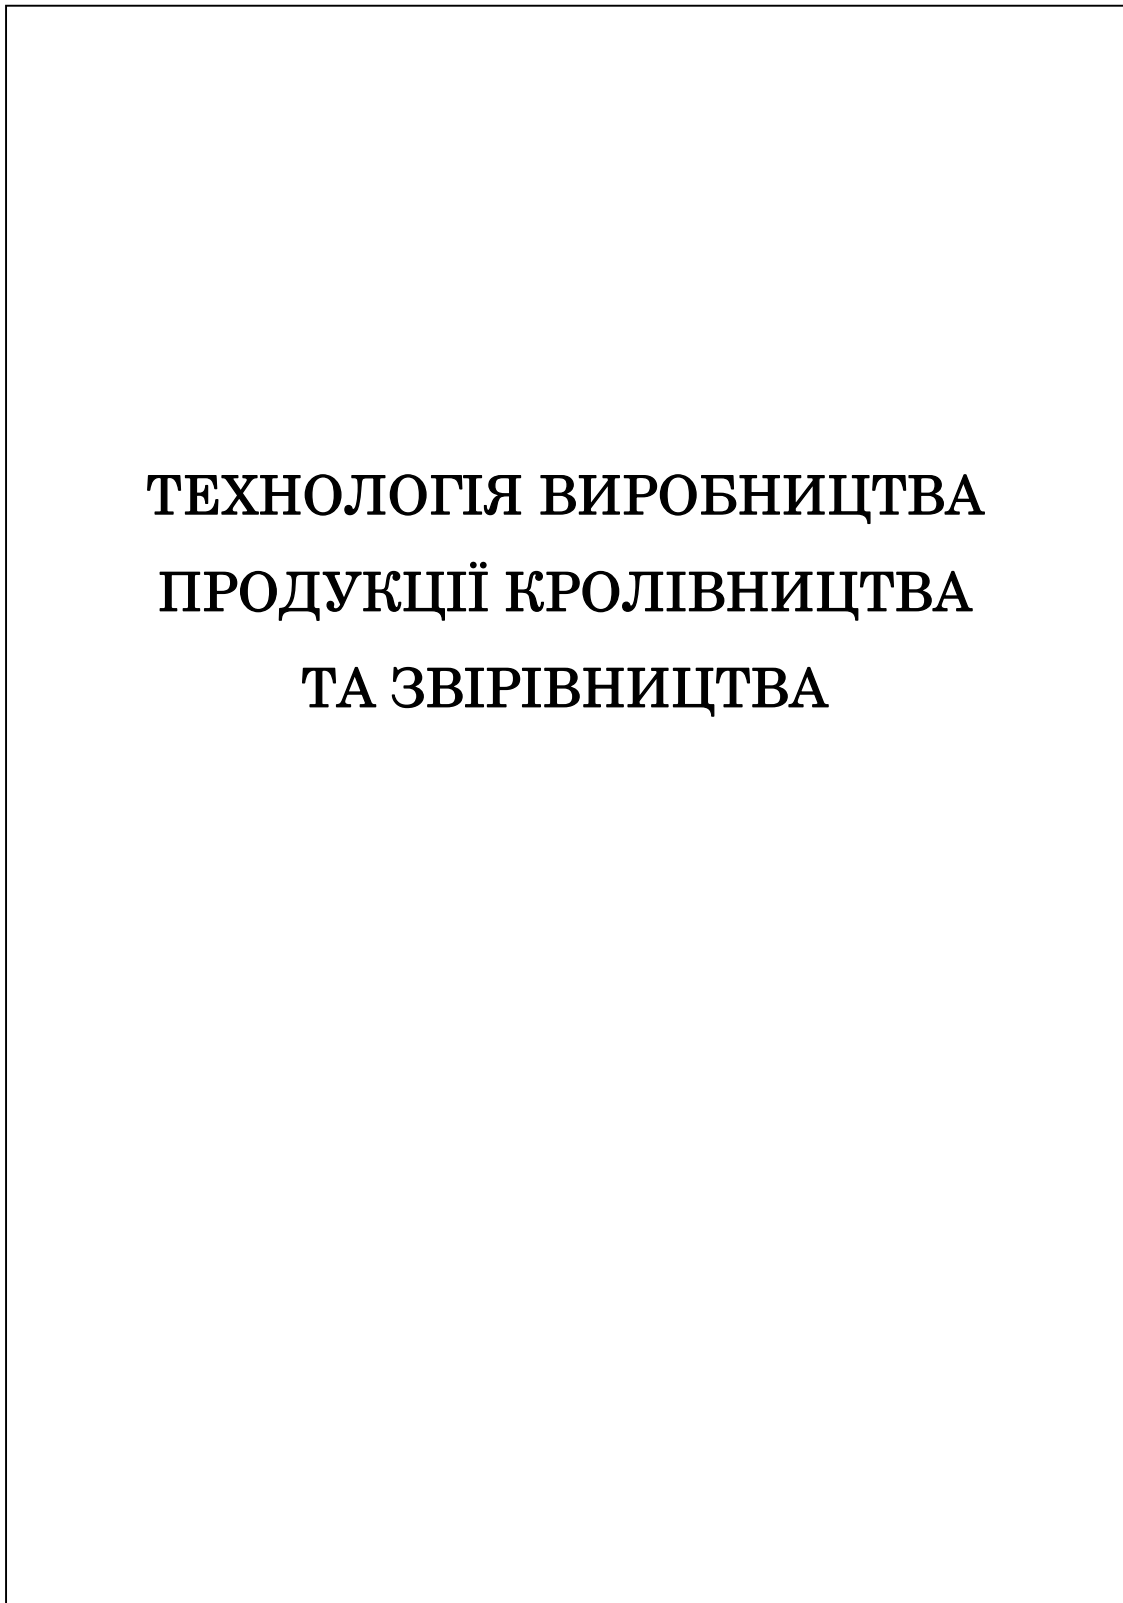 ТЕХНОЛОГІЯ ВИРОБНИЦТВА
ПРОДУКЦІЇ КРОЛІВНИЦТВА
ТА ЗВІРІВНИЦТВА